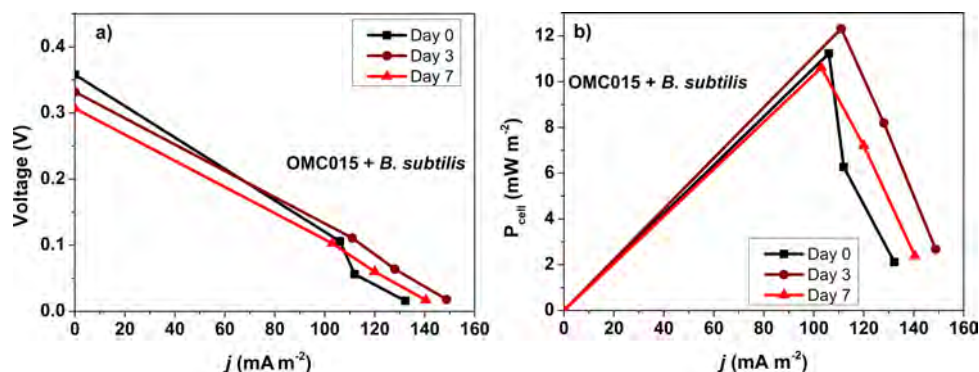 a)
Day 0
Day 3
Day 7
OMC015 + B. subtilis
Voltage (V)
0.4
0.3
0.2
0.1
0.0
0 20 40 60 80 100 120 140 160
j (mA m⁻²)
b)
OMC015 + B. subtilis
Day 0
Day 3
Day 7
P_cell (mW m⁻²)
12
10
8
6
4
2
0
0 20 40 60 80 100 120 140 160
j (mA m⁻²)